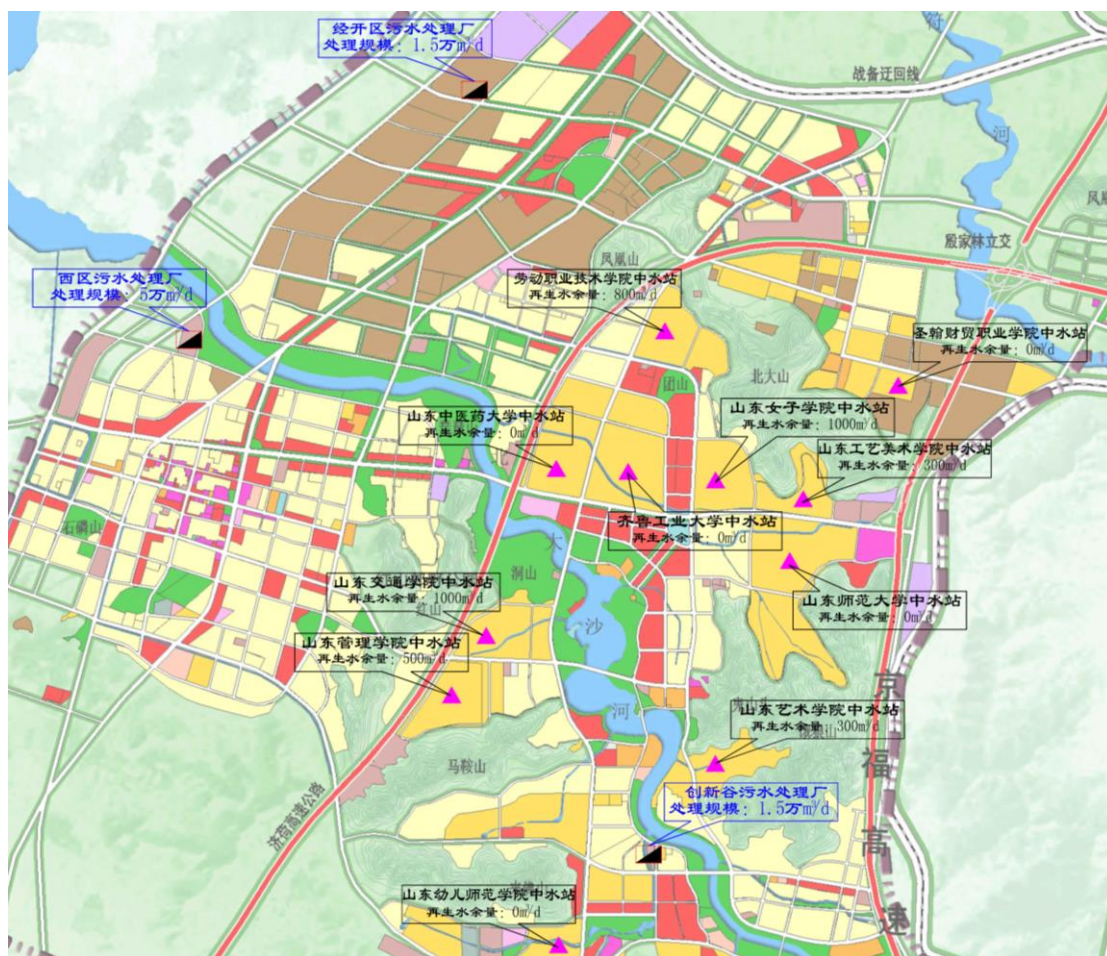 经开区污水处理厂
处理规模：1.5万m³/d
符
战备迂回线
河
凤凰
殷家林立交
凤凰山
西区污水处理厂
处理规模：5万m³/d
劳动职业技术学院中水站
再生水余量：800m³/d
圣翰财贸职业学院中水站
再生水余量：0m³/d
团山
北大山
山东中医药大学中水站
再生水余量：0m³/d
山东女子学院中水站
再生水余量：1000m³/d
山东工艺美术学院中水站
再生水余量：300m³/d
石磷山
齐鲁工业大学中水站
再生水余量：0m³/d
大
洞山
山东交通学院中水站
再生水余量：1000m³/d
红山
山东师范大学中水站
再生水余量：0m³/d
沙
山东管理学院中水站
再生水余量：500m³/d
河
京
福
高
速
山东艺术学院中水站
再生水余量：300m³/d
马鞍山
创新谷污水处理厂
处理规模：1.5万m³/d
济荷高速公路
山东幼儿师范学院中水站
再生水余量：0m³/d